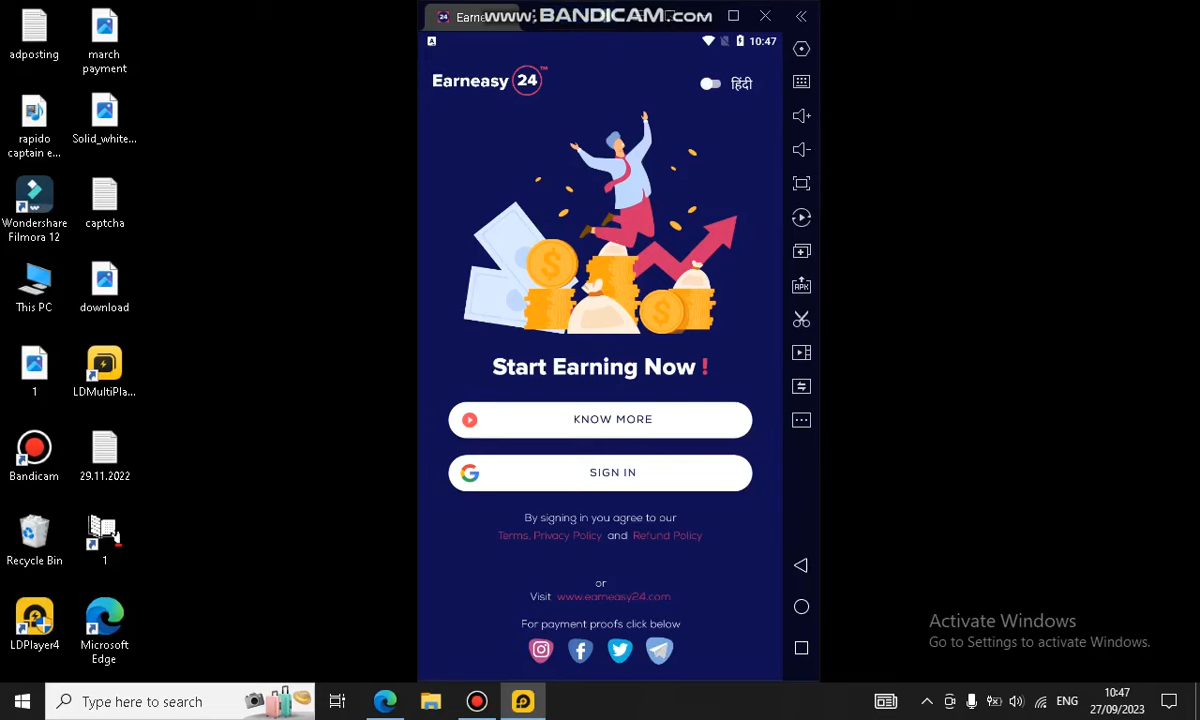 www.BANDICAM.com
Earne
10:47
Earneasy 24 ™
हिंदी
Start Earning Now !
KNOW MORE
SIGN IN
By signing in you agree to our
Terms, Privacy Policy and Refund Policy
or
Visit www.earneasy24.com
For payment proofs click below
adposting
march
payment
rapido
captain e...
Solid_white...
Wondershare
Filmora 12
captcha
This PC
download
1
LDMultiPla...
Bandicam
29.11.2022
Recycle Bin
1
LDPlayer4
Microsoft
Edge
APK
Activate Windows
Go to Settings to activate Windows.
Type here to search
ENG
10:47
27/09/2023